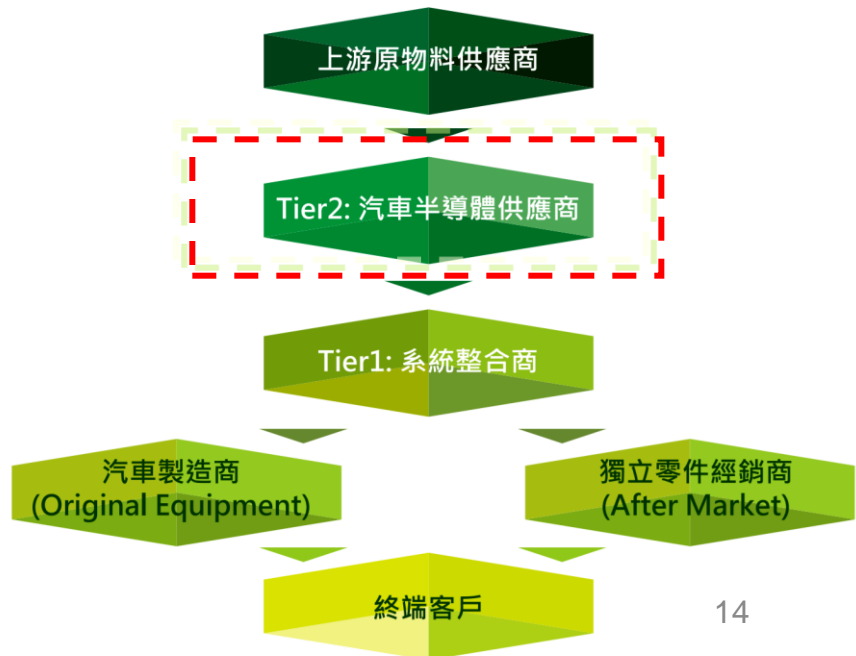 上游原物料供應商
Tier2: 汽車半導體供應商
Tier1: 系統整合商
汽車製造商
(Original Equipment)
獨立零件經銷商
(After Market)
終端客戶
14